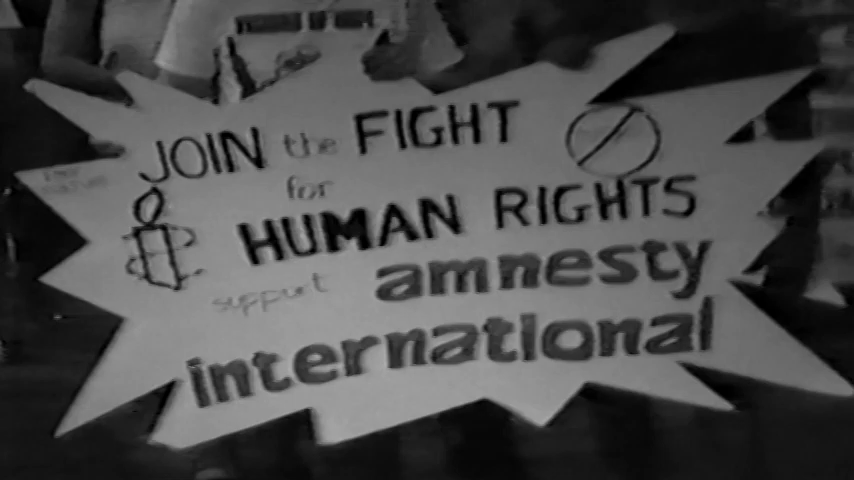 JOIN the FIGHT
for
HUMAN RIGHTS
support amnesty
international